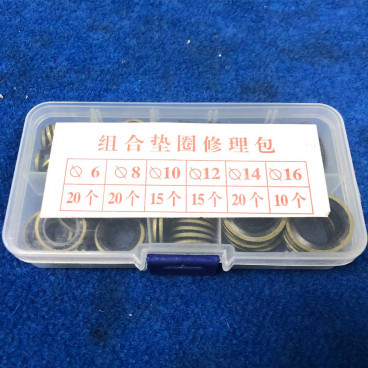 组合垫圈修理包
∅ 6 ∅ 8 ∅10 ∅12 ∅14 ∅16
20个 20个 15个 15个 20个 10个